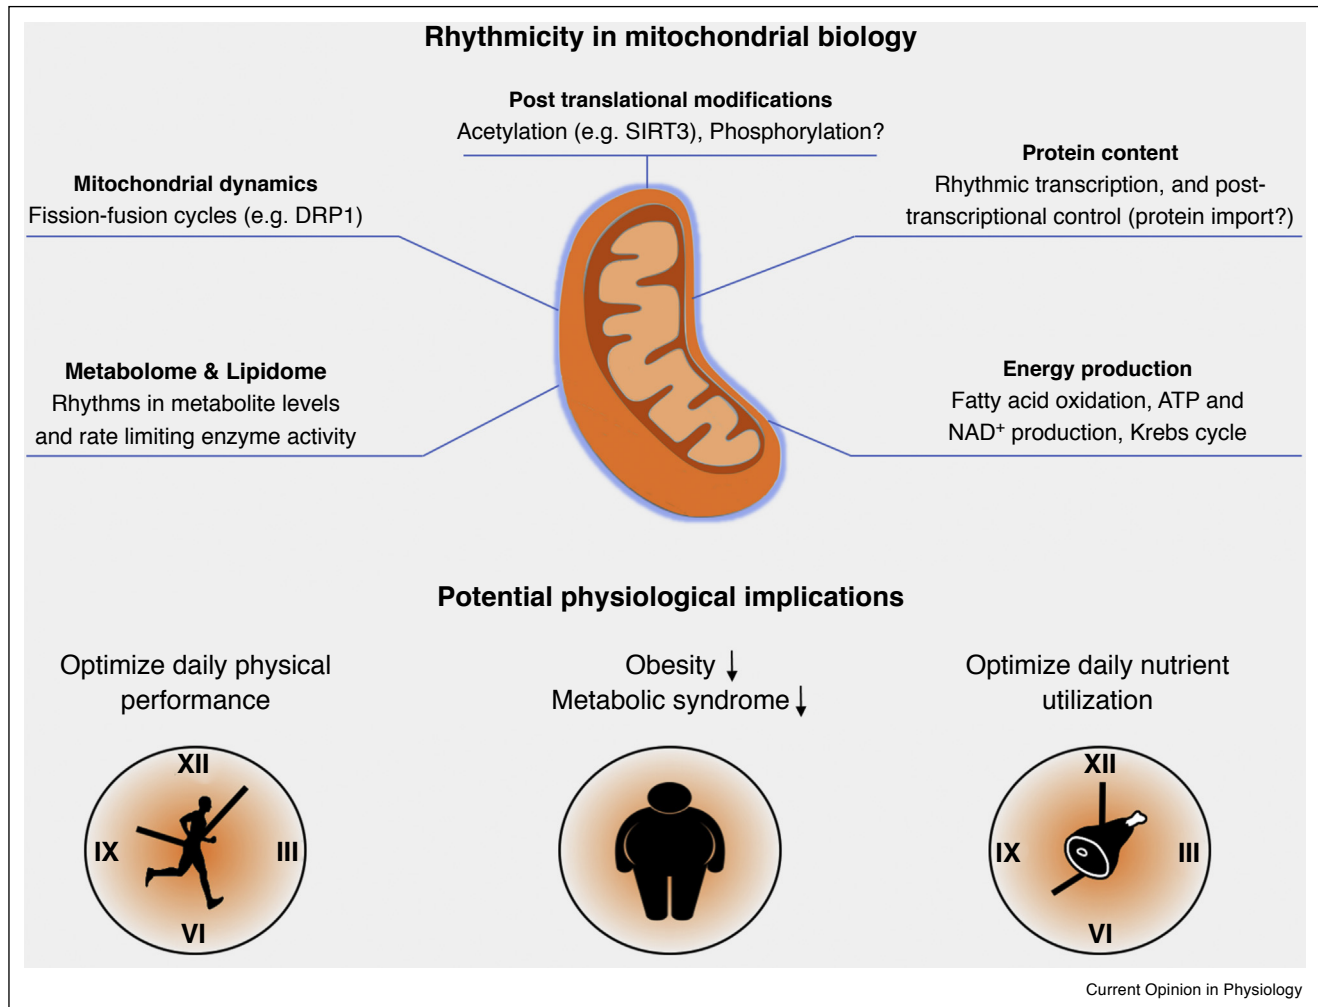 Rhythmicity in mitochondrial biology
Post translational modifications
Acetylation (e.g. SIRT3), Phosphorylation?
Mitochondrial dynamics
Fission-fusion cycles (e.g. DRP1)
Protein content
Rhythmic transcription, and post-
transcriptional control (protein import?)
Metabolome & Lipidome
Rhythms in metabolite levels
and rate limiting enzyme activity
Energy production
Fatty acid oxidation, ATP and
NAD⁺ production, Krebs cycle
Potential physiological implications
Optimize daily physical
performance
Obesity ↓
Metabolic syndrome ↓
Optimize daily nutrient
utilization
XII
IX III
VI
XII
IX III
VI
Current Opinion in Physiology